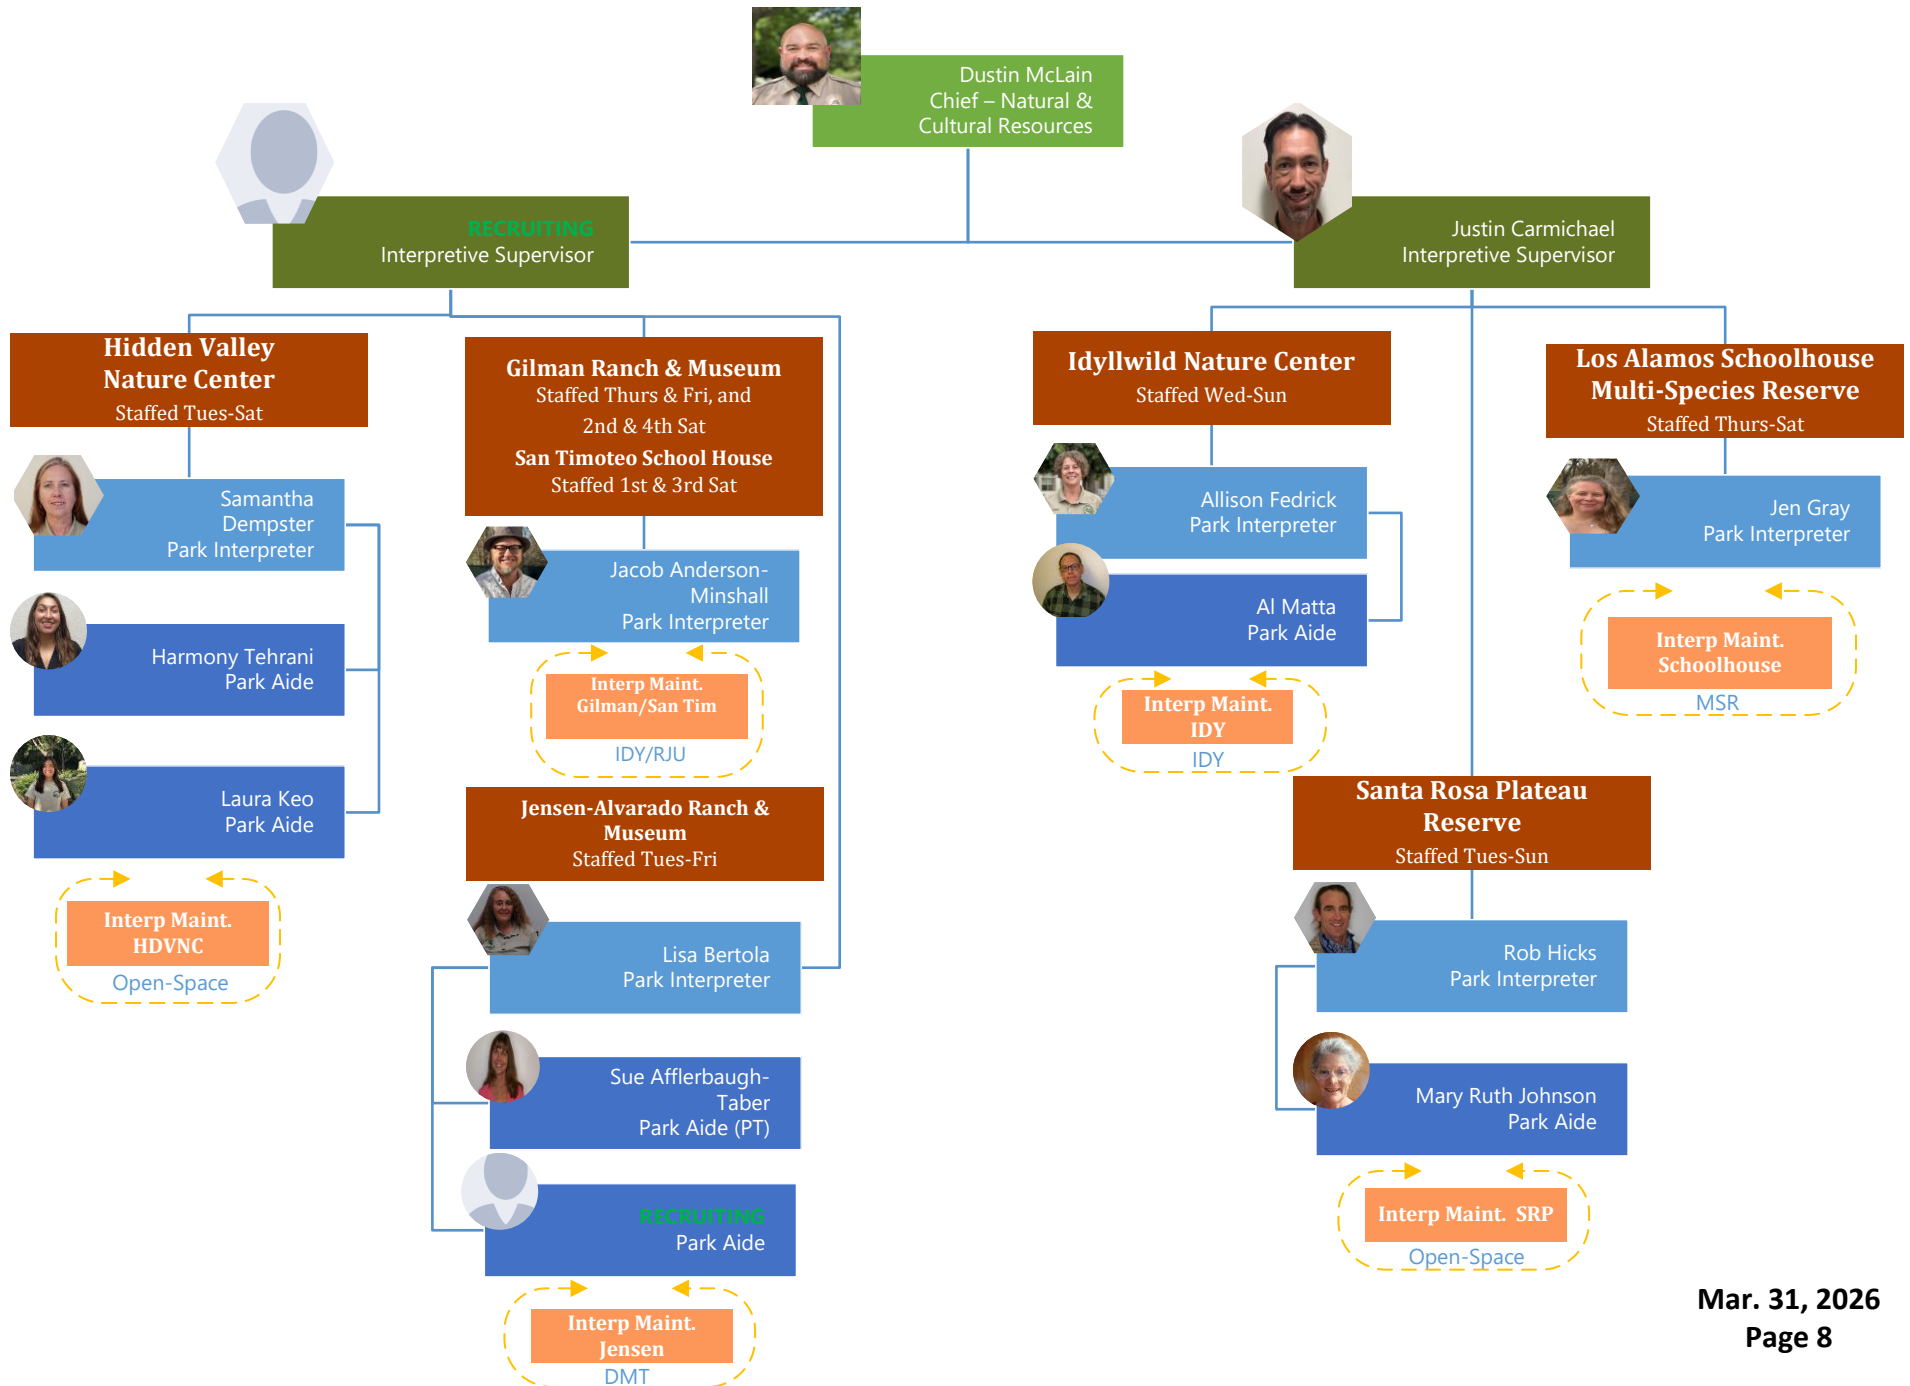 Dustin McLain
Chief – Natural &
Cultural Resources
RECRUITING
Interpretive Supervisor
Justin Carmichael
Interpretive Supervisor
Hidden Valley
Nature Center
Staffed Tues-Sat
Samantha
Dempster
Park Interpreter
Harmony Tehrani
Park Aide
Laura Keo
Park Aide
Interp Maint.
HDVNC
Open-Space
Gilman Ranch & Museum
Staffed Thurs & Fri, and
2nd & 4th Sat
San Timoteo School House
Staffed 1st & 3rd Sat
Jacob Anderson-
Minshall
Park Interpreter
Interp Maint.
Gilman/San Tim
IDY/RJU
Jensen-Alvarado Ranch &
Museum
Staffed Tues-Fri
Lisa Bertola
Park Interpreter
Sue Afflerbaugh-
Taber
Park Aide (PT)
RECRUITING
Park Aide
Interp Maint.
Jensen
DMT
Idyllwild Nature Center
Staffed Wed-Sun
Allison Fedrick
Park Interpreter
Al Matta
Park Aide
Interp Maint.
IDY
IDY
Los Alamos Schoolhouse
Multi-Species Reserve
Staffed Thurs-Sat
Jen Gray
Park Interpreter
Interp Maint.
Schoolhouse
MSR
Santa Rosa Plateau
Reserve
Staffed Tues-Sun
Rob Hicks
Park Interpreter
Mary Ruth Johnson
Park Aide
Interp Maint.  SRP
Open-Space
Mar. 31, 2026
Page 8